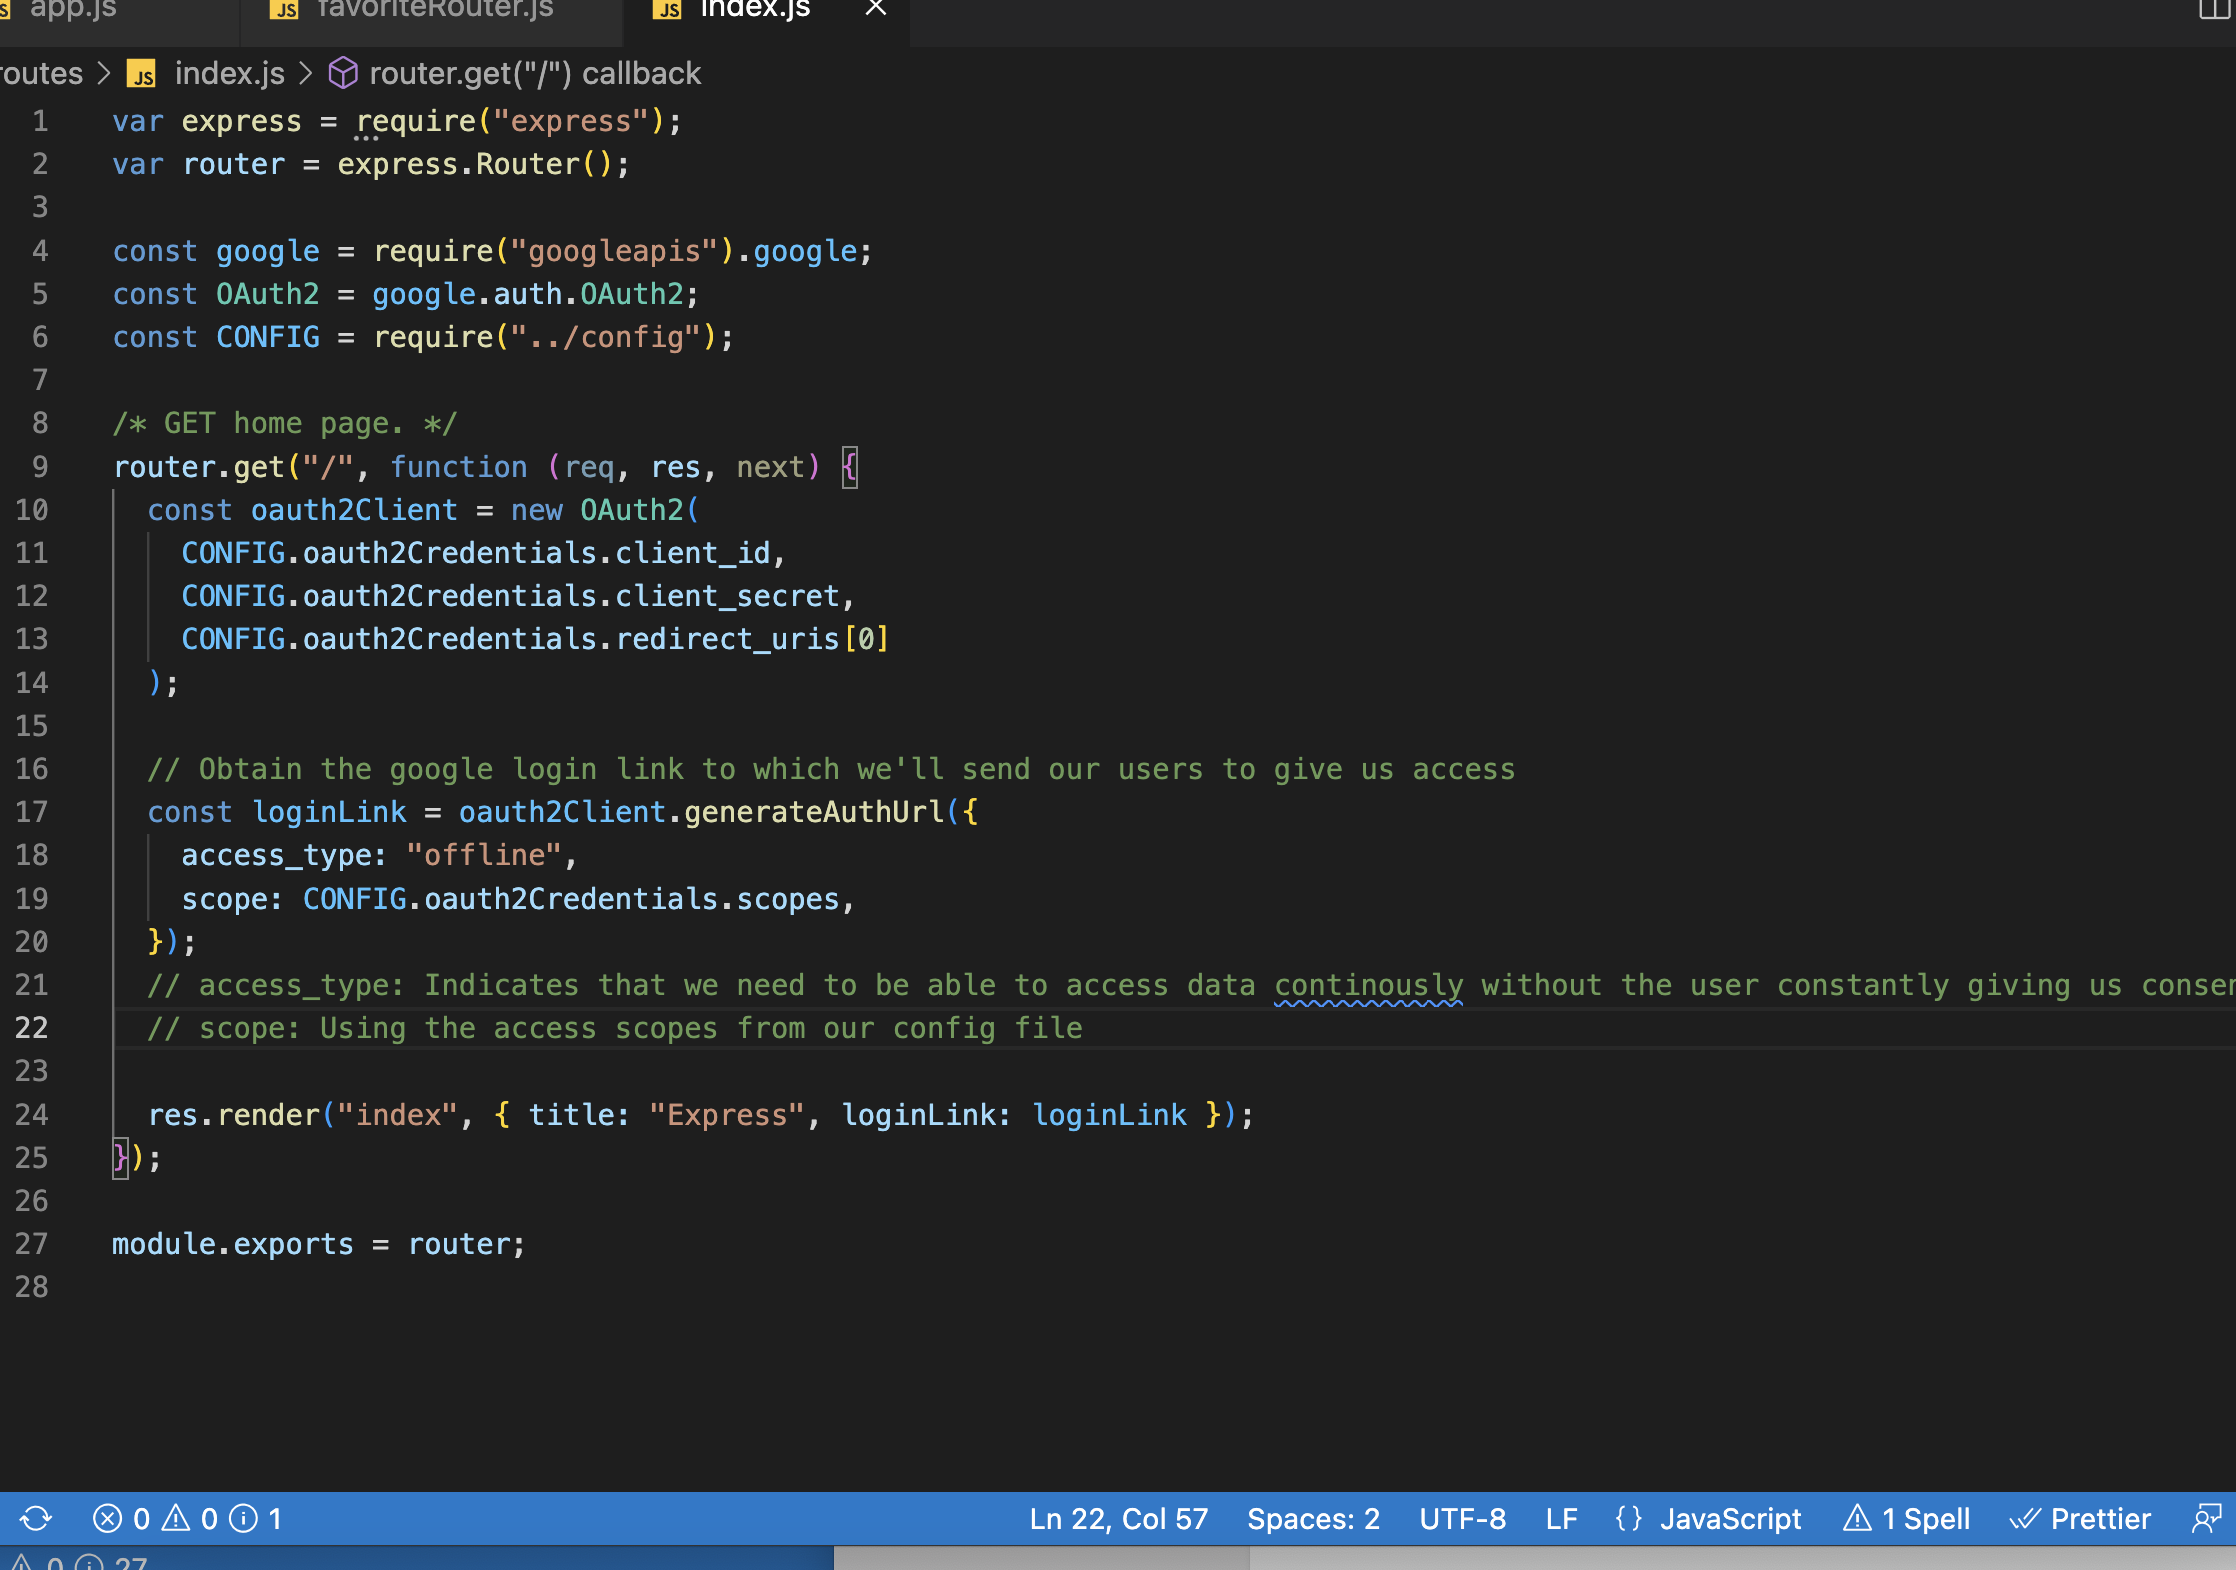 app.js
JS favoriteRouter.js
JS index.js
routes > JS index.js > router.get("/") callback
1 var express = require("express");
2 var router = express.Router();
3
4 const google = require("googleapis").google;
5 const OAuth2 = google.auth.OAuth2;
6 const CONFIG = require("../config");
7
8 /* GET home page. */
9 router.get("/", function (req, res, next) {
10 const oauth2Client = new OAuth2(
11 CONFIG.oauth2Credentials.client_id,
12 CONFIG.oauth2Credentials.client_secret,
13 CONFIG.oauth2Credentials.redirect_uris[0]
14 );
15
16 // Obtain the google login link to which we'll send our users to give us access
17 const loginLink = oauth2Client.generateAuthUrl({
18 access_type: "offline",
19 scope: CONFIG.oauth2Credentials.scopes,
20 });
21 // access_type: Indicates that we need to be able to access data continously without the user constantly giving us consen
22 // scope: Using the access scopes from our config file
23
24 res.render("index", { title: "Express", loginLink: loginLink });
25 });
26
27 module.exports = router;
28
0 0 1 Ln 22, Col 57 Spaces: 2 UTF-8 LF {} JavaScript 1 Spell Prettier
0 27